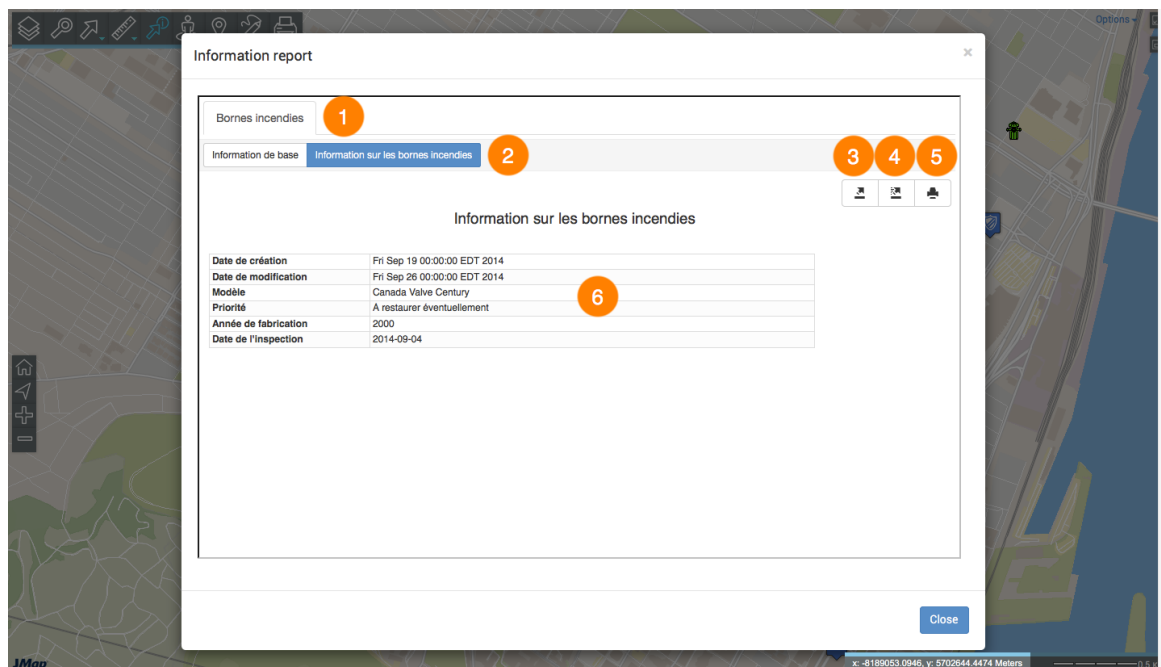 Options
Information report
×
Bornes incendies
1
Information de base
Information sur les bornes incendies
2
3
4
5
Information sur les bornes incendies
Date de création Fri Sep 19 00:00:00 EDT 2014
Date de modification Fri Sep 26 00:00:00 EDT 2014
Modèle Canada Valve Century
Priorité A restaurer éventuellement
Année de fabrication 2000
Date de l'inspection 2014-09-04
6
Close
JMap
x: -8189053.0946, y: 5702644.4474 Meters
0.5 K